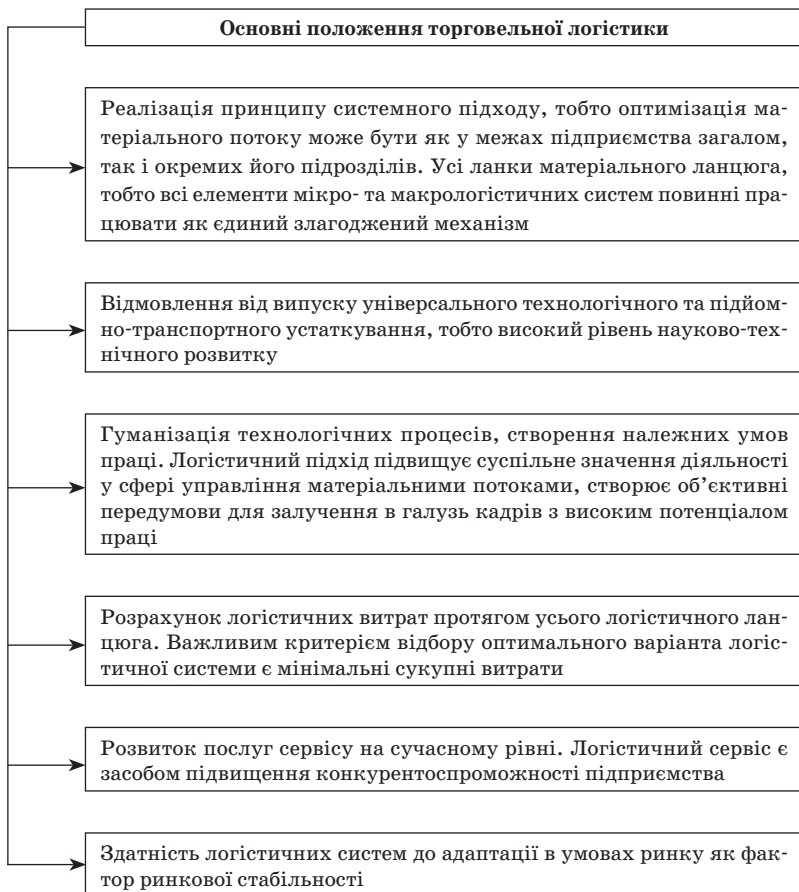 Основні положення торговельної логістики
Реалізація принципу системного підходу, тобто оптимізація ма-
теріального потоку може бути як у межах підприємства загалом,
так і окремих його підрозділів. Усі ланки матеріального ланцюга,
тобто всі елементи мікро- та макрологістичних систем повинні пра-
цювати як єдиний злагоджений механізм
Відмовлення від випуску універсального технологічного та підйом-
но-транспортного устаткування, тобто високий рівень науково-тех-
нічного розвитку
Гуманізація технологічних процесів, створення належних умов
праці. Логістичний підхід підвищує суспільне значення діяльності
у сфері управління матеріальними потоками, створює об’єктивні
передумови для залучення в галузь кадрів з високим потенціалом
праці
Розрахунок логістичних витрат протягом усього логістичного лан-
цюга. Важливим критерієм відбору оптимального варіанта логіс-
тичної системи є мінімальні сукупні витрати
Розвиток послуг сервісу на сучасному рівні. Логістичний сервіс є
засобом підвищення конкурентоспроможності підприємства
Здатність логістичних систем до адаптації в умовах ринку як фак-
тор ринкової стабільності